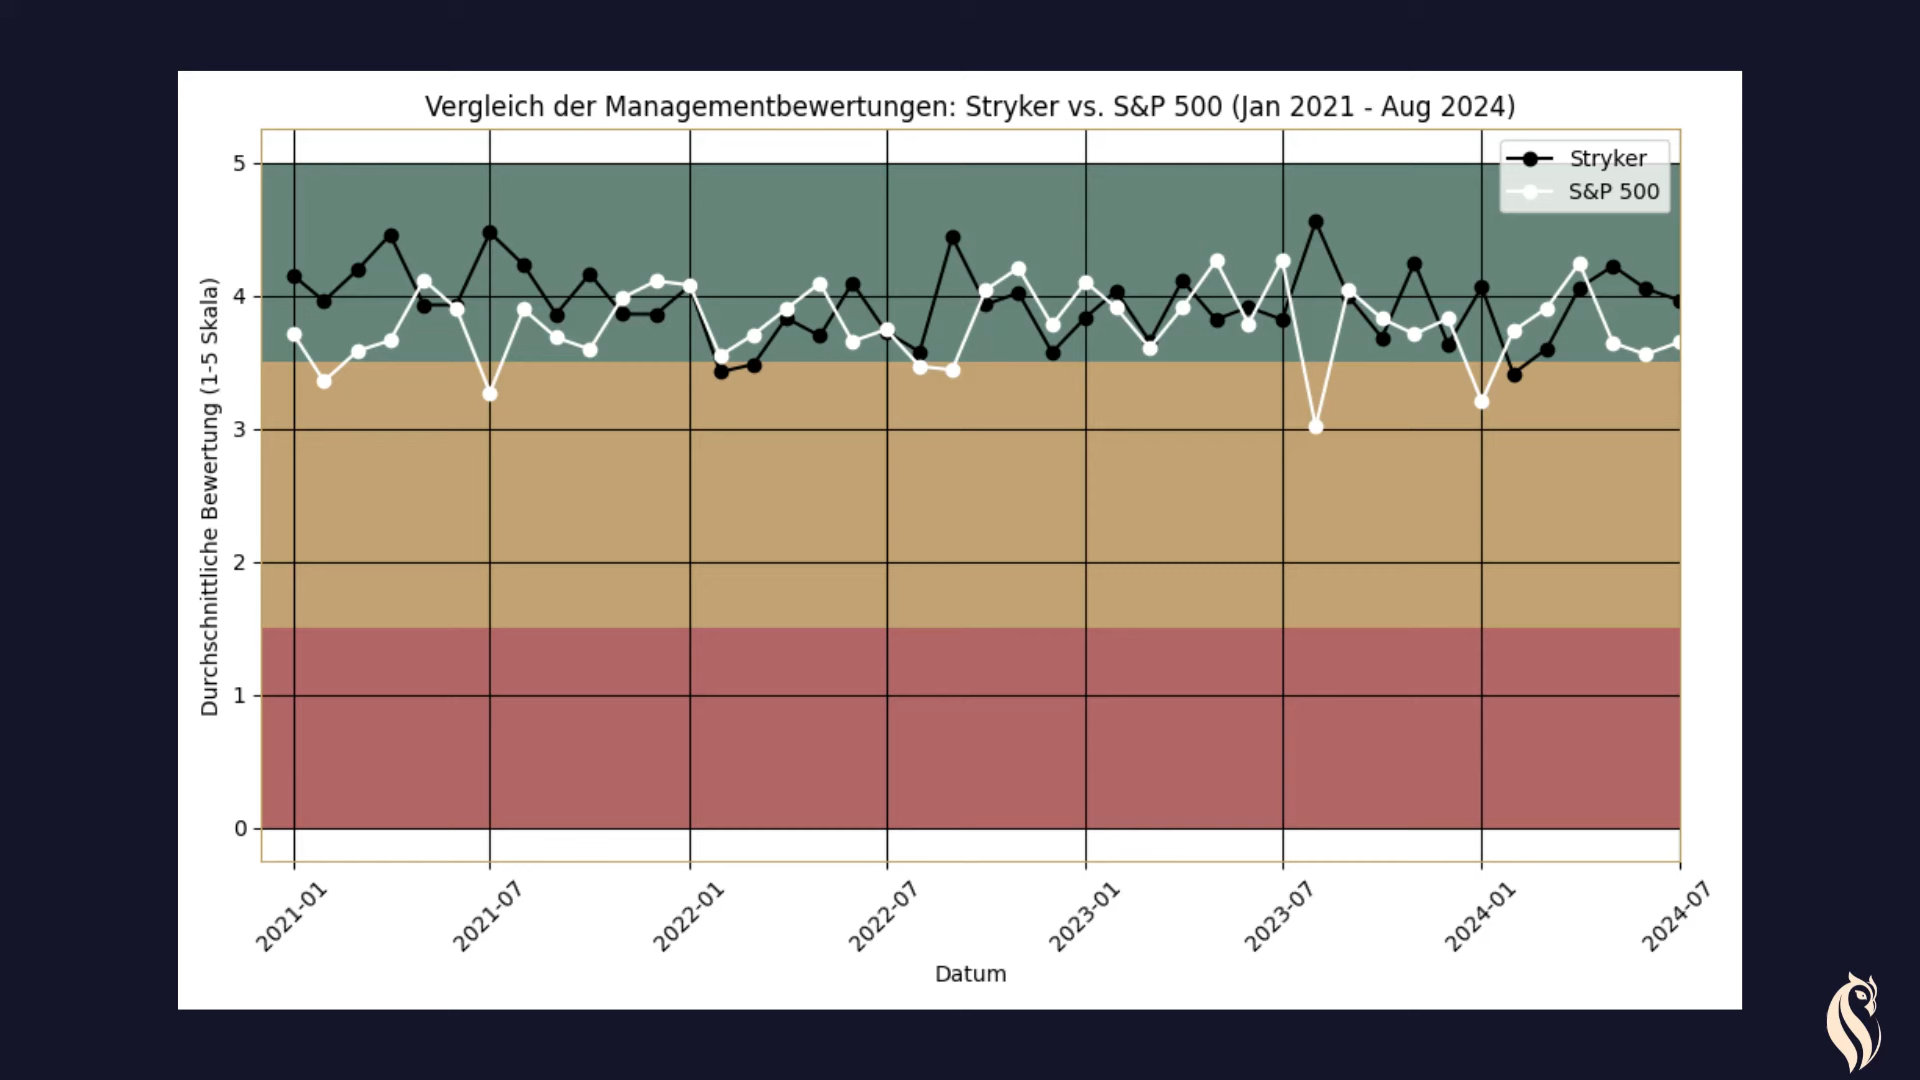 Vergleich der Managementbewertungen: Stryker vs. S&P 500 (Jan 2021 - Aug 2024)
Stryker
S&P 500
Durchschnittliche Bewertung (1-5 Skala)
5
4
3
2
1
0
2021-01
2021-07
2022-01
2022-07
2023-01
2023-07
2024-01
2024-07
Datum